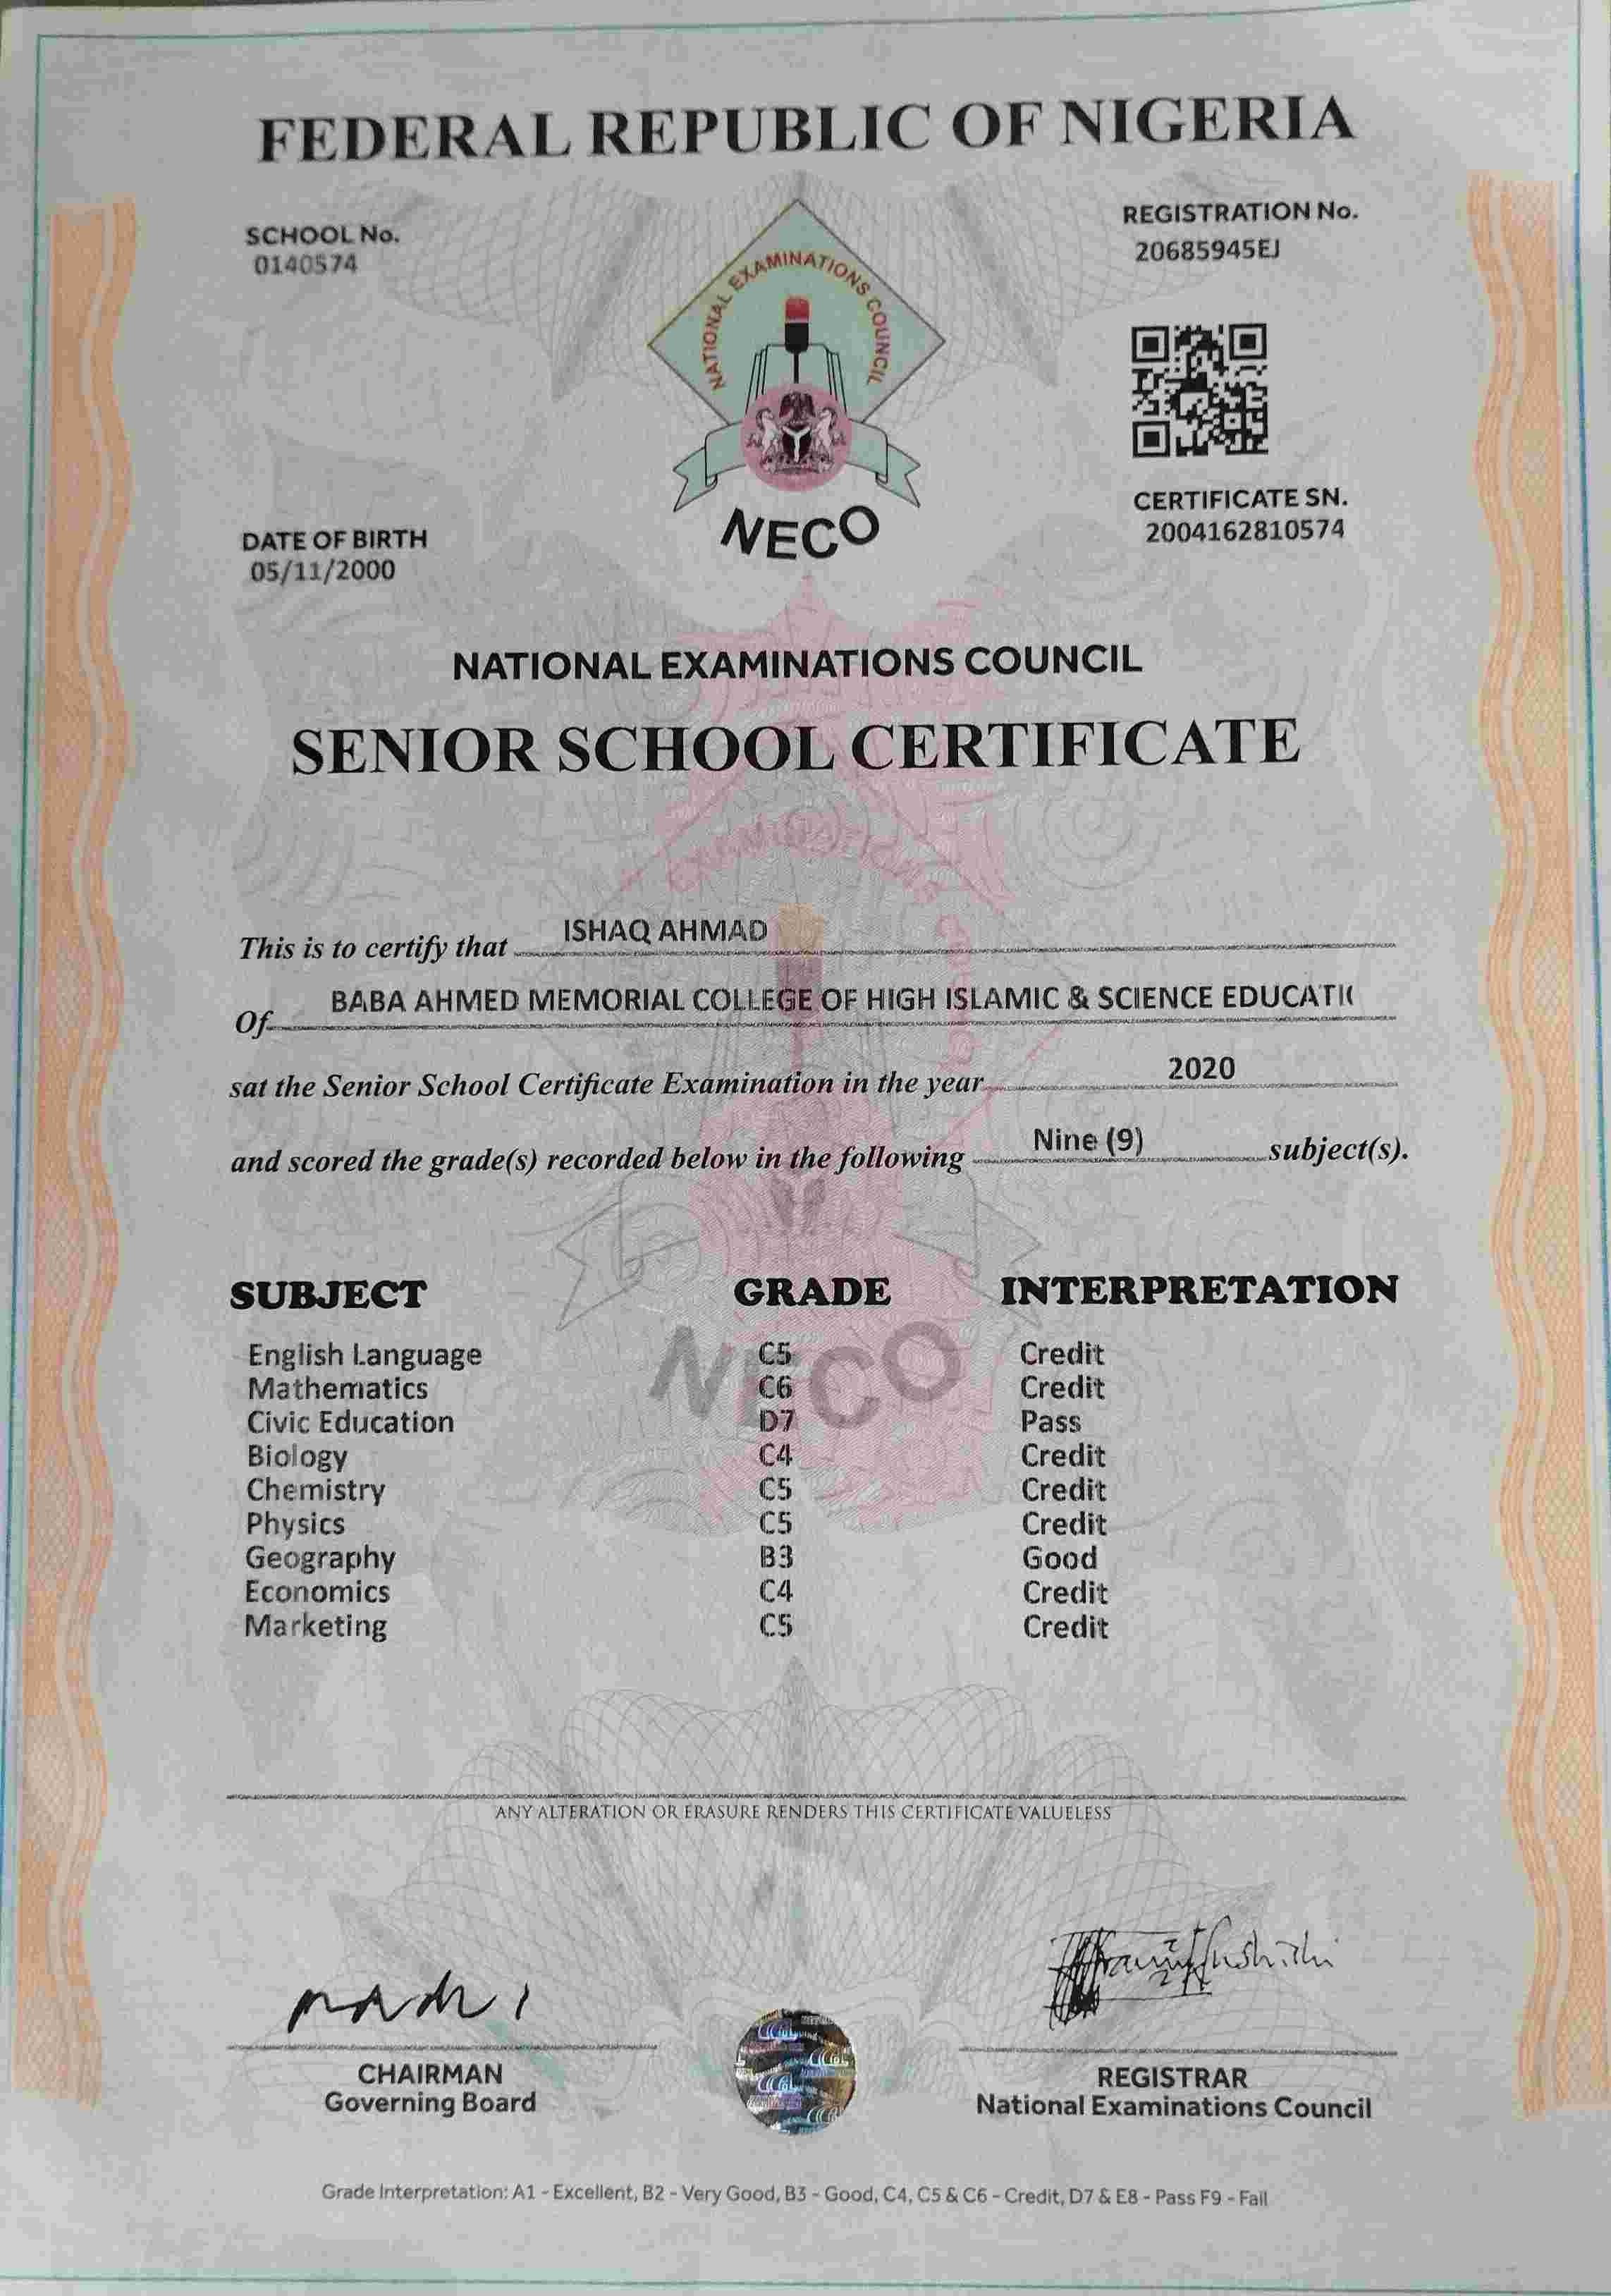 FEDERAL REPUBLIC OF NIGERIA
SCHOOL No.
0140574
REGISTRATION No.
20685945EJ
NATIONAL EXAMINATIONS COUNCIL
NECO
CERTIFICATE SN.
2004162810574
DATE OF BIRTH
05/11/2000
NATIONAL EXAMINATIONS COUNCIL
SENIOR SCHOOL CERTIFICATE
This is to certify that ISHAQ AHMAD
Of BABA AHMED MEMORIAL COLLEGE OF HIGH ISLAMIC & SCIENCE EDUCATI
sat the Senior School Certificate Examination in the year 2020
and scored the grade(s) recorded below in the following Nine (9) subject(s).
SUBJECT GRADE INTERPRETATION
English Language C5 Credit
Mathematics C6 Credit
Civic Education D7 Pass
Biology C4 Credit
Chemistry C5 Credit
Physics C5 Credit
Geography B3 Good
Economics C4 Credit
Marketing C5 Credit
NECO
ANY ALTERATION OR ERASURE RENDERS THIS CERTIFICATE VALUELESS
CHAIRMAN
Governing Board
REGISTRAR
National Examinations Council
Grade Interpretation: A1 - Excellent, B2 - Very Good, B3 - Good, C4, C5 & C6 - Credit, D7 & E8 - Pass F9 - Fail